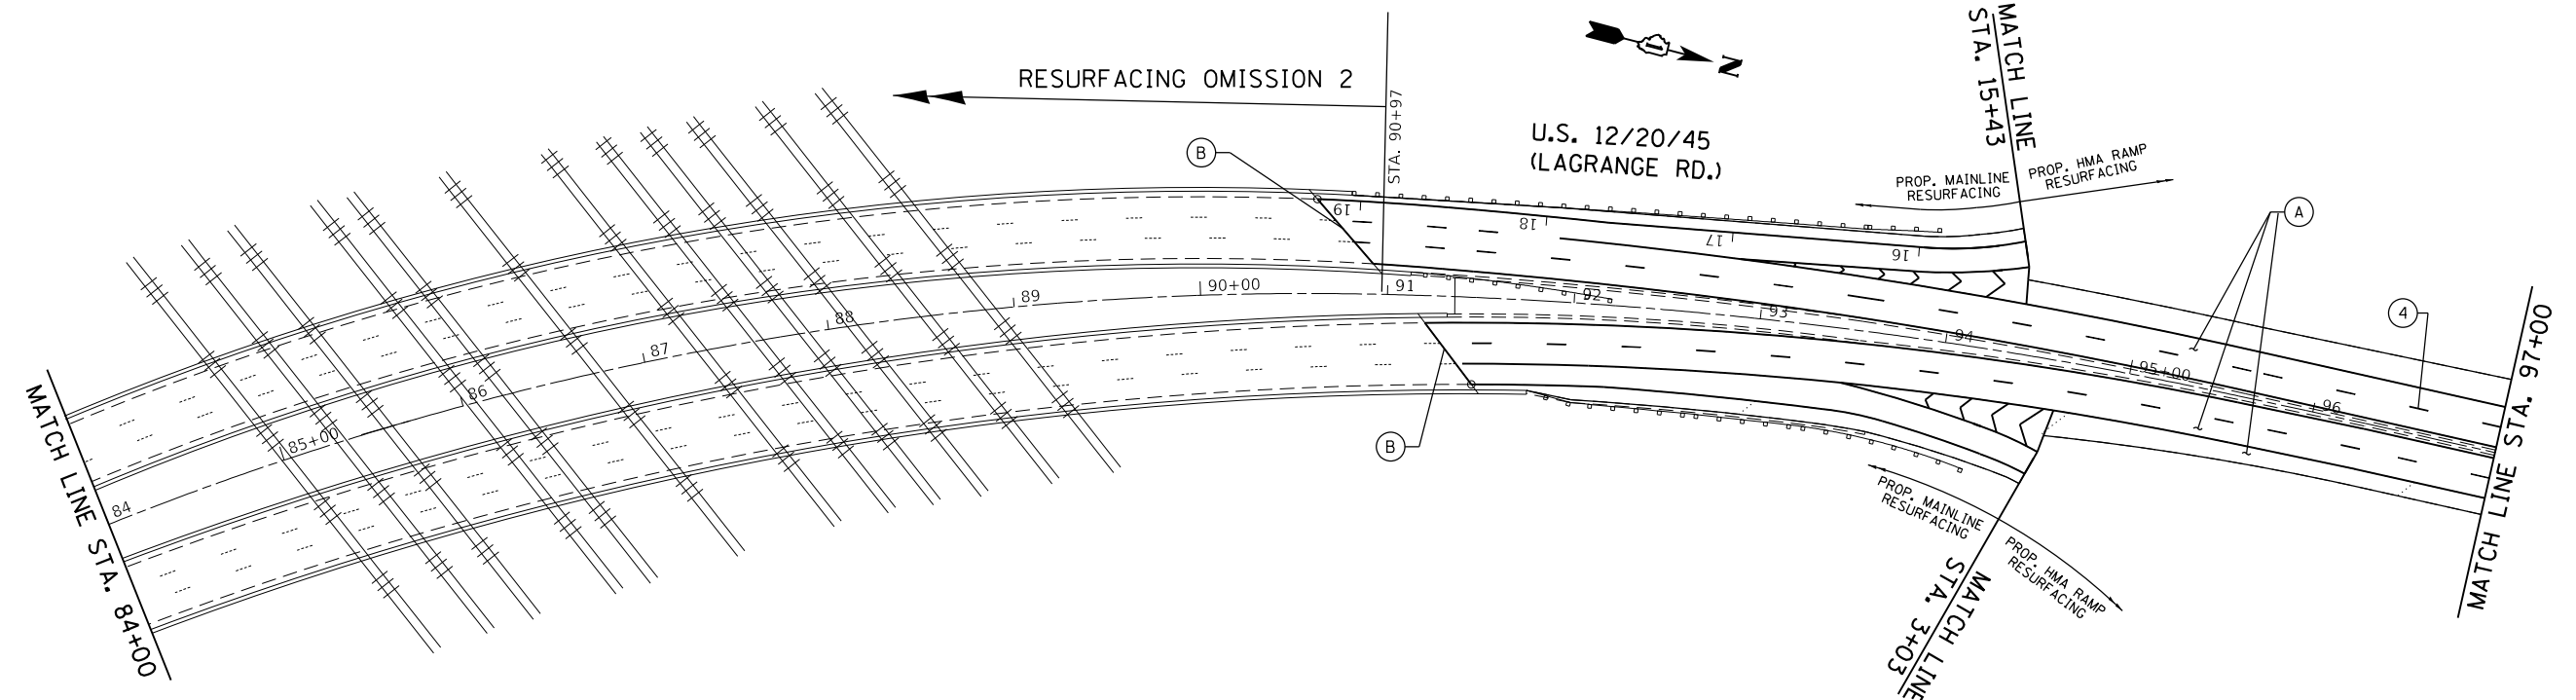 RESURFACING OMISSION 2
STA. 90+97
N
U.S. 12/20/45
(LAGRANGE RD.)
MATCH LINE
STA. 15+43
PROP. MAINLINE
RESURFACING
PROP. HMA RAMP
RESURFACING
B
A
4
19
18
17
16
84
85+00
86
87
88
89
90+00
91
92
93
94
95+00
96
B
MATCH LINE STA. 84+00
MATCH LINE STA. 97+00
PROP. MAINLINE
RESURFACING
PROP. HMA RAMP
RESURFACING
MATCH LINE
STA. 3+03